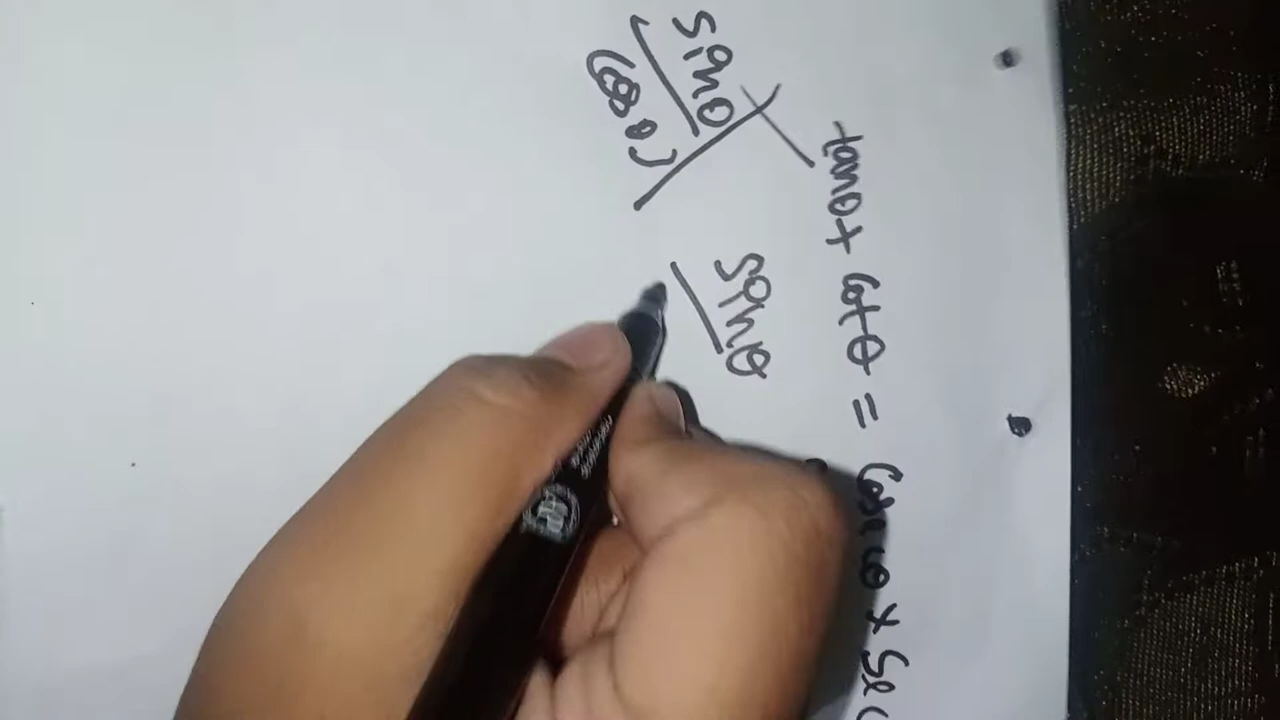 tanθ + Cotθ = Cosecθ × Sec
sinθ
Cosθ
sinθ